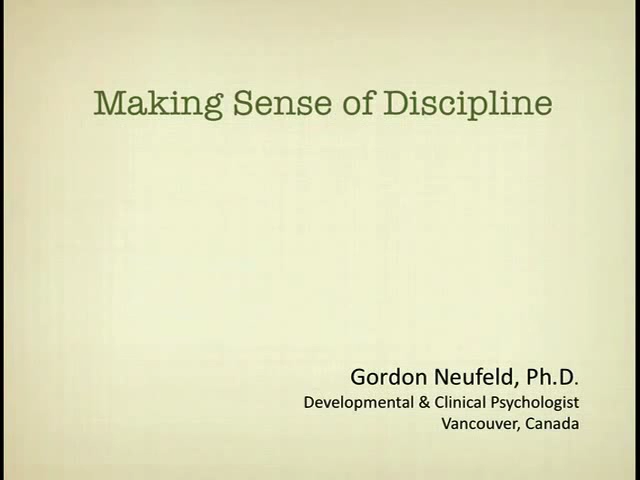 Making Sense of Discipline
Gordon Neufeld, Ph.D.
Developmental & Clinical Psychologist
Vancouver, Canada